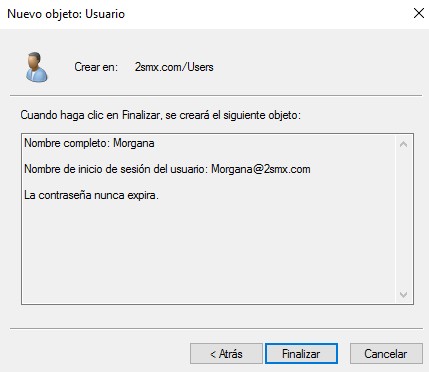 Nuevo objeto: Usuario
Crear en: 2smx.com/Users
Cuando haga clic en Finalizar, se creará el siguiente objeto:
Nombre completo: Morgana
Nombre de inicio de sesión del usuario: Morgana@2smx.com
La contraseña nunca expira.
< Atrás Finalizar Cancelar